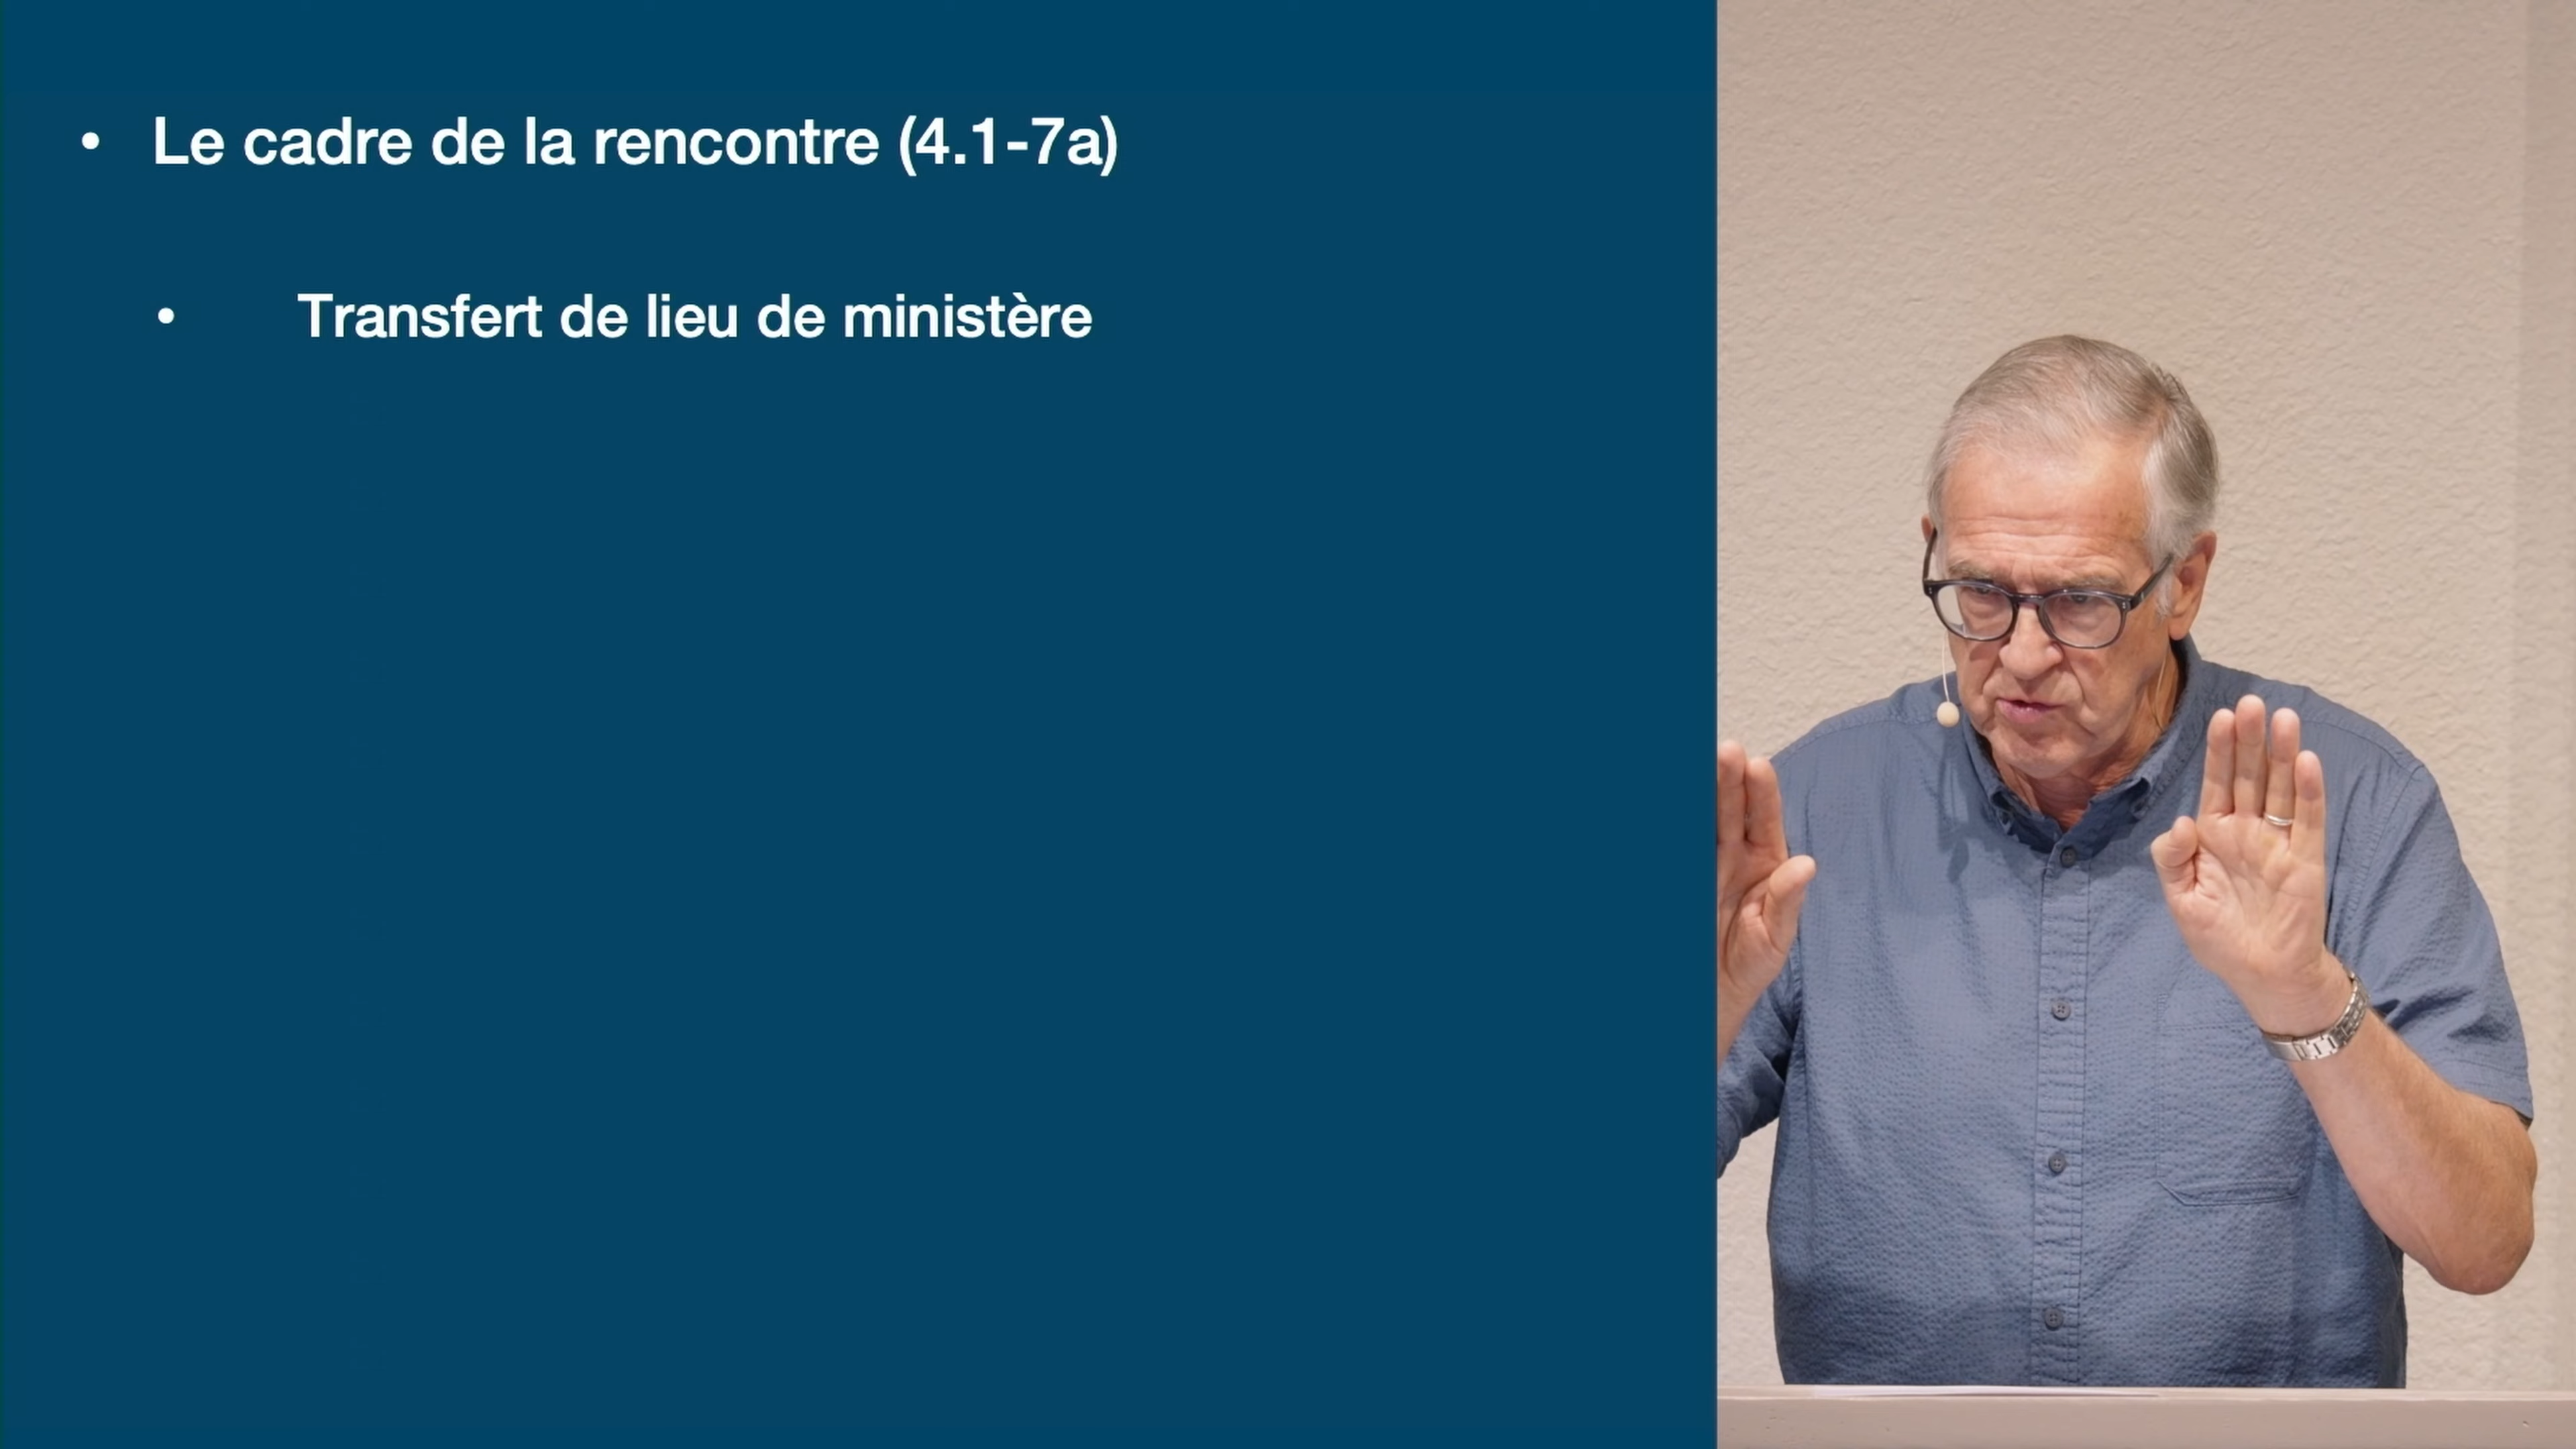 • Le cadre de la rencontre (4.1-7a)
• Transfert de lieu de ministère